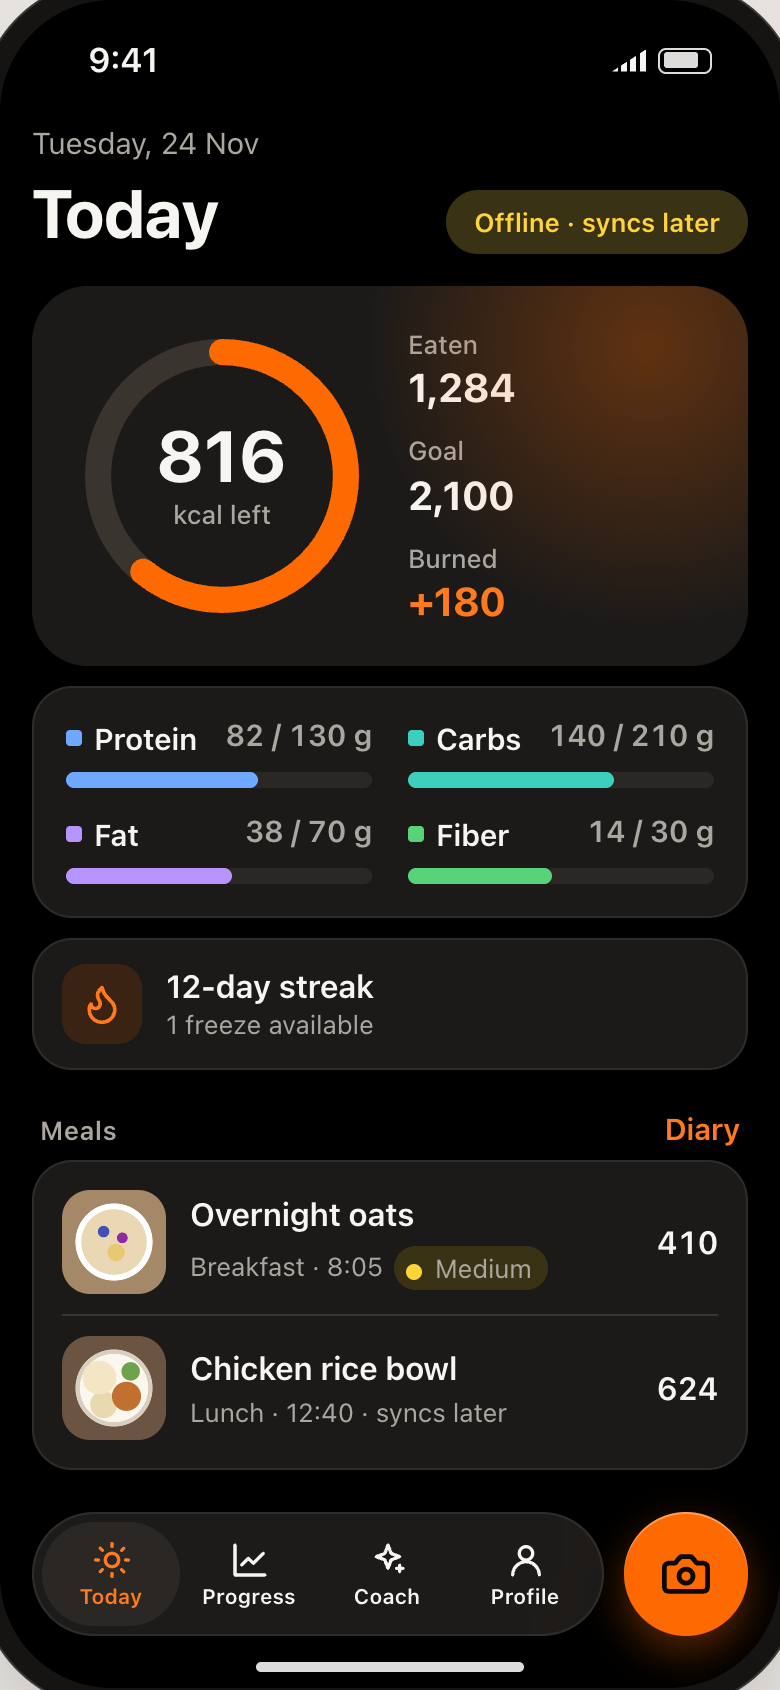 9:41
Tuesday, 24 Nov
Today
Offline · syncs later
816
kcal left
Eaten
1,284
Goal
2,100
Burned
+180
Protein 82 / 130 g
Carbs 140 / 210 g
Fat 38 / 70 g
Fiber 14 / 30 g
12-day streak
1 freeze available
Meals
Diary
Overnight oats
Breakfast · 8:05 Medium
410
Chicken rice bowl
Lunch · 12:40 · syncs later
624
Today
Progress
Coach
Profile